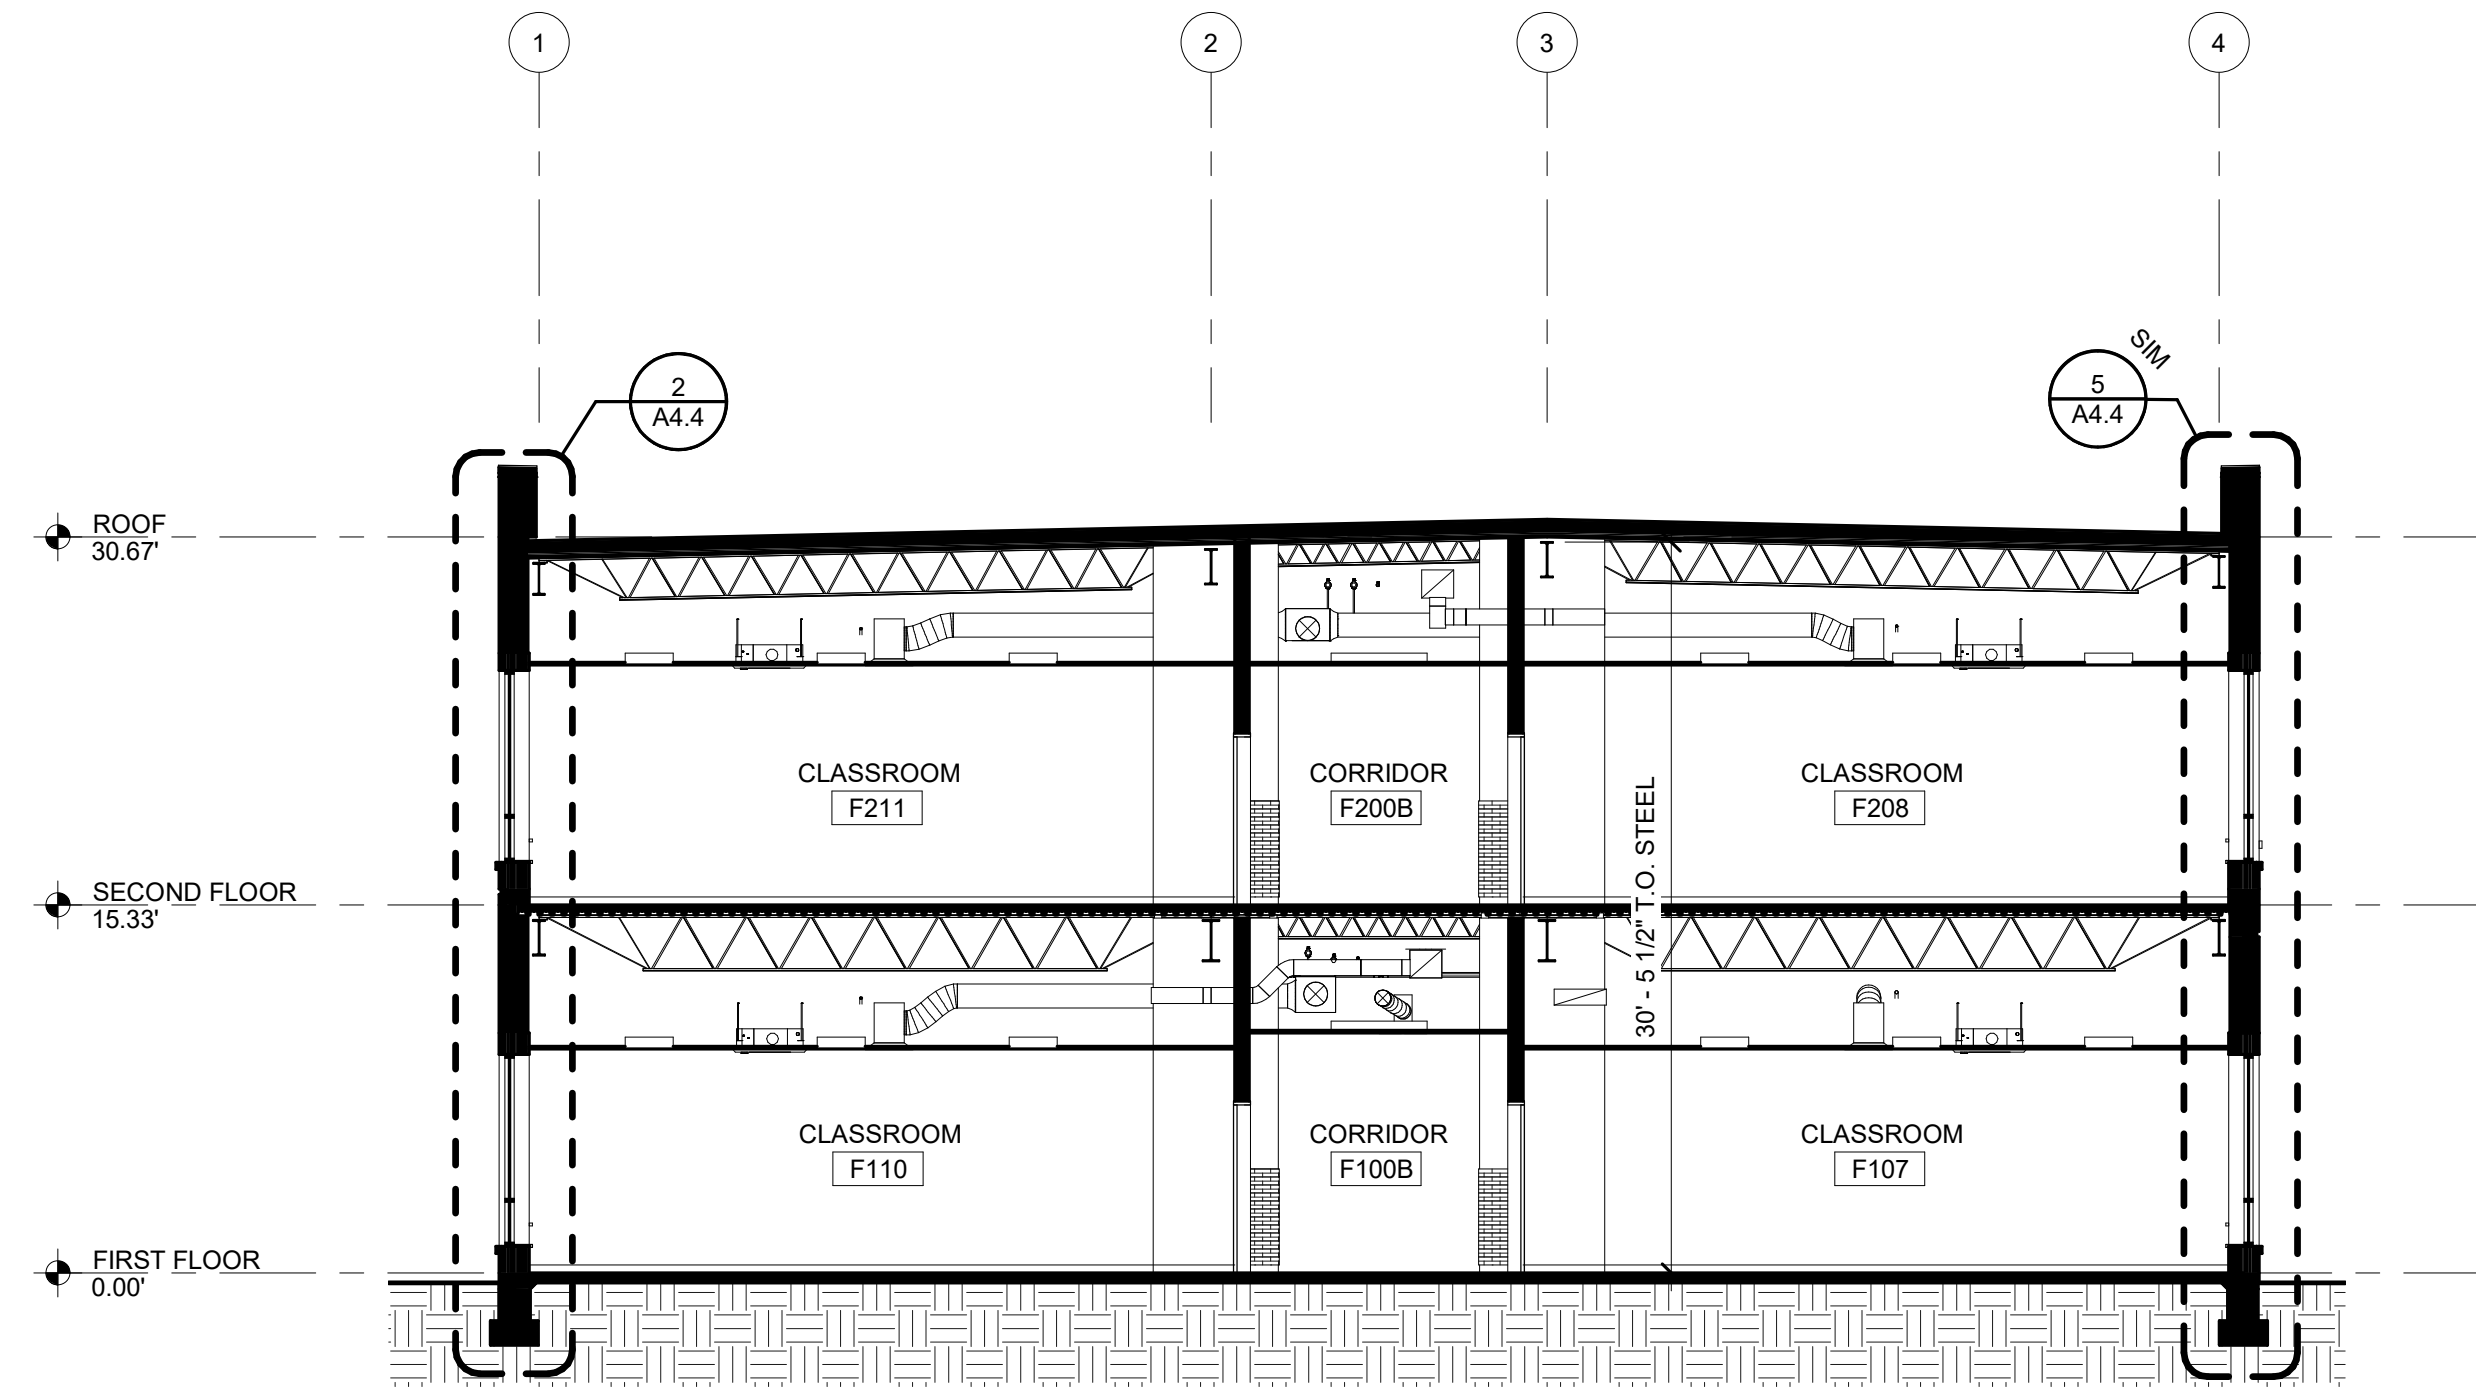 1
2
3
4
2
A4.4
SIM
5
A4.4
ROOF
30.67'
CLASSROOM
F211
CORRIDOR
F200B
CLASSROOM
F208
30' - 5 1/2" T.O. STEEL
SECOND FLOOR
15.33'
CLASSROOM
F110
CORRIDOR
F100B
CLASSROOM
F107
FIRST FLOOR
0.00'